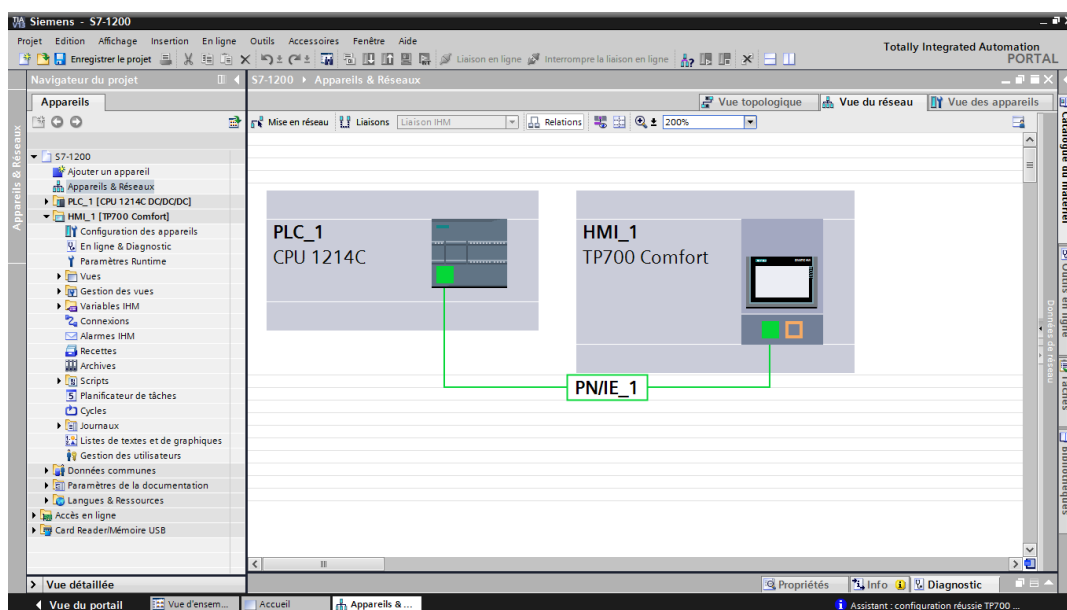 Siemens - S7-1200
Projet Edition Affichage Insertion En ligne Outils Accessoires Fenêtre Aide
Totally Integrated Automation
PORTAL
Enregistrer le projet Liaison en ligne Interrompre la liaison en ligne
Navigateur du projet
S7-1200 Appareils & Réseaux
Appareils
Vue topologique Vue du réseau Vue des appareils
Mise en réseau Liaisons Liaison IHM Relations 200%
S7-1200
Ajouter un appareil
Appareils & Réseaux
PLC_1 [CPU 1214C DC/DC/DC]
HMI_1 [TP700 Comfort]
Configuration des appareils
En ligne & Diagnostic
Paramètres Runtime
Vues
Gestion des vues
Variables IHM
Connexions
Alarmes IHM
Recettes
Archives
Scripts
Planificateur de tâches
Cycles
Journaux
Listes de textes et de graphiques
Gestion des utilisateurs
Données communes
Paramètres de la documentation
Langues & Ressources
Accès en ligne
Card Reader/Mémoire USB
PLC_1
CPU 1214C
HMI_1
TP700 Comfort
PN/IE_1
Appareils & Réseaux
Catalogue du matériel
Outils en ligne
Tâches
Bibliothèques
Données de réseau
Vue détaillée
Propriétés Info Diagnostic
Vue du portail Vue d'ensem... Accueil Appareils & ...
Assistant : configuration réussie TP700 ...